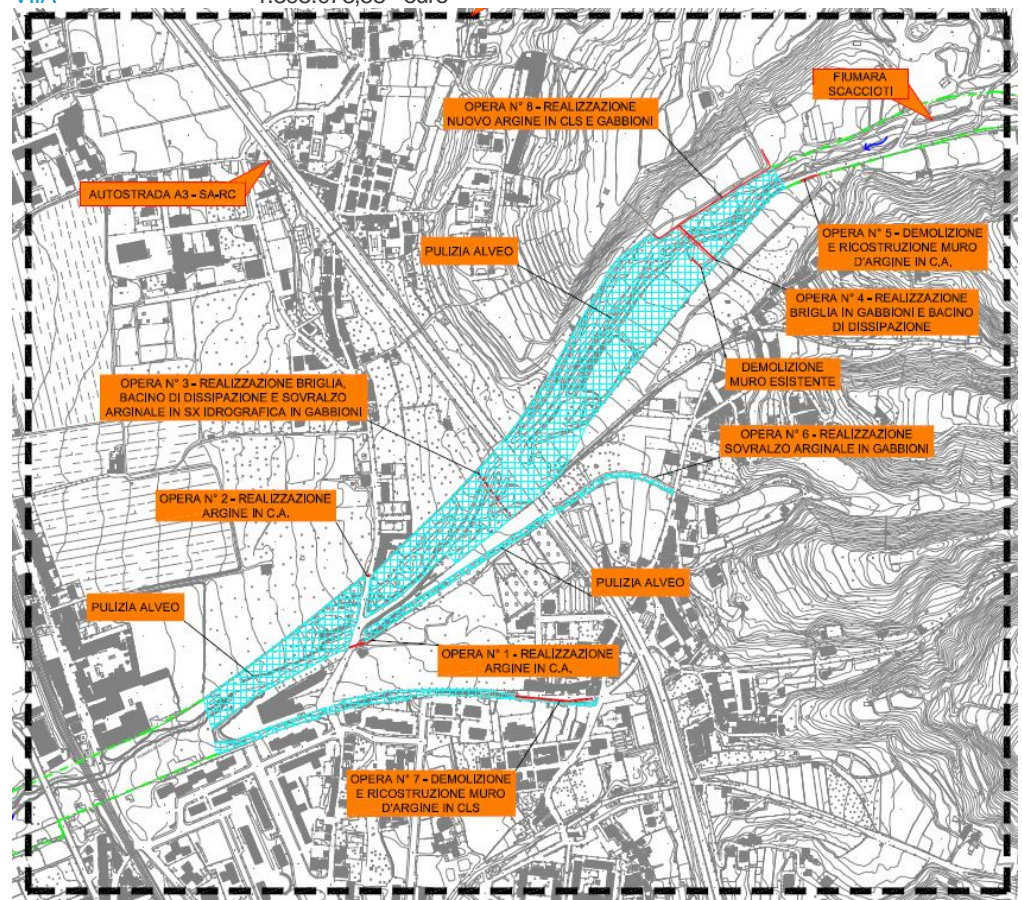 FIUMARA
SCACCIOTI
OPERA N° 8 - REALIZZAZIONE
NUOVO ARGINE IN CLS E GABBIONI
AUTOSTRADA A3 - SA-RC
PULIZIA ALVEO
OPERA N° 5 - DEMOLIZIONE
E RICOSTRUZIONE MURO
D'ARGINE IN C.A.
OPERA N° 4 - REALIZZAZIONE
BRIGLIA IN GABBIONI E BACINO
DI DISSIPAZIONE
DEMOLIZIONE
MURO ESISTENTE
OPERA N° 3 - REALIZZAZIONE BRIGLIA,
BACINO DI DISSIPAZIONE E SOVRALZO
ARGINALE IN SX IDROGRAFICA IN GABBIONI
OPERA N° 6 - REALIZZAZIONE
SOVRALZO ARGINALE IN GABBIONI
OPERA N° 2 - REALIZZAZIONE
ARGINE IN C.A.
PULIZIA ALVEO
PULIZIA ALVEO
OPERA N° 1 - REALIZZAZIONE
ARGINE IN C.A.
OPERA N° 7 - DEMOLIZIONE
E RICOSTRUZIONE MURO
D'ARGINE IN CLS